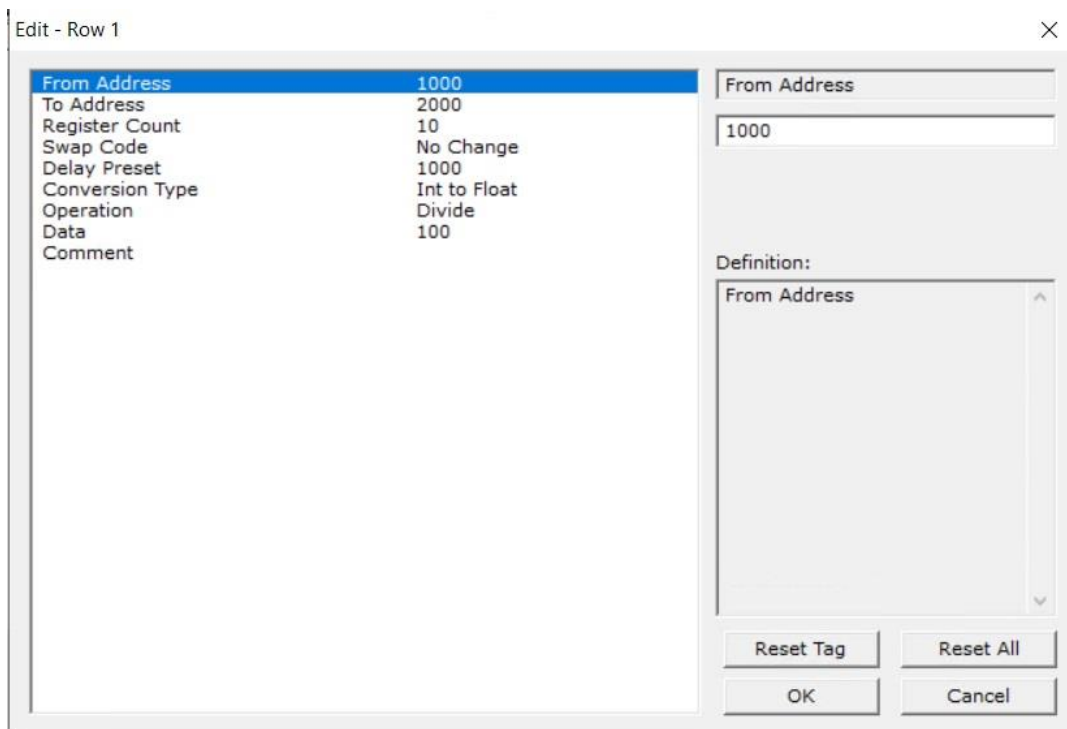 Edit - Row 1
From Address 1000
To Address 2000
Register Count 10
Swap Code No Change
Delay Preset 1000
Conversion Type Int to Float
Operation Divide
Data 100
Comment
From Address
1000
Definition:
From Address
Reset Tag Reset All
OK Cancel